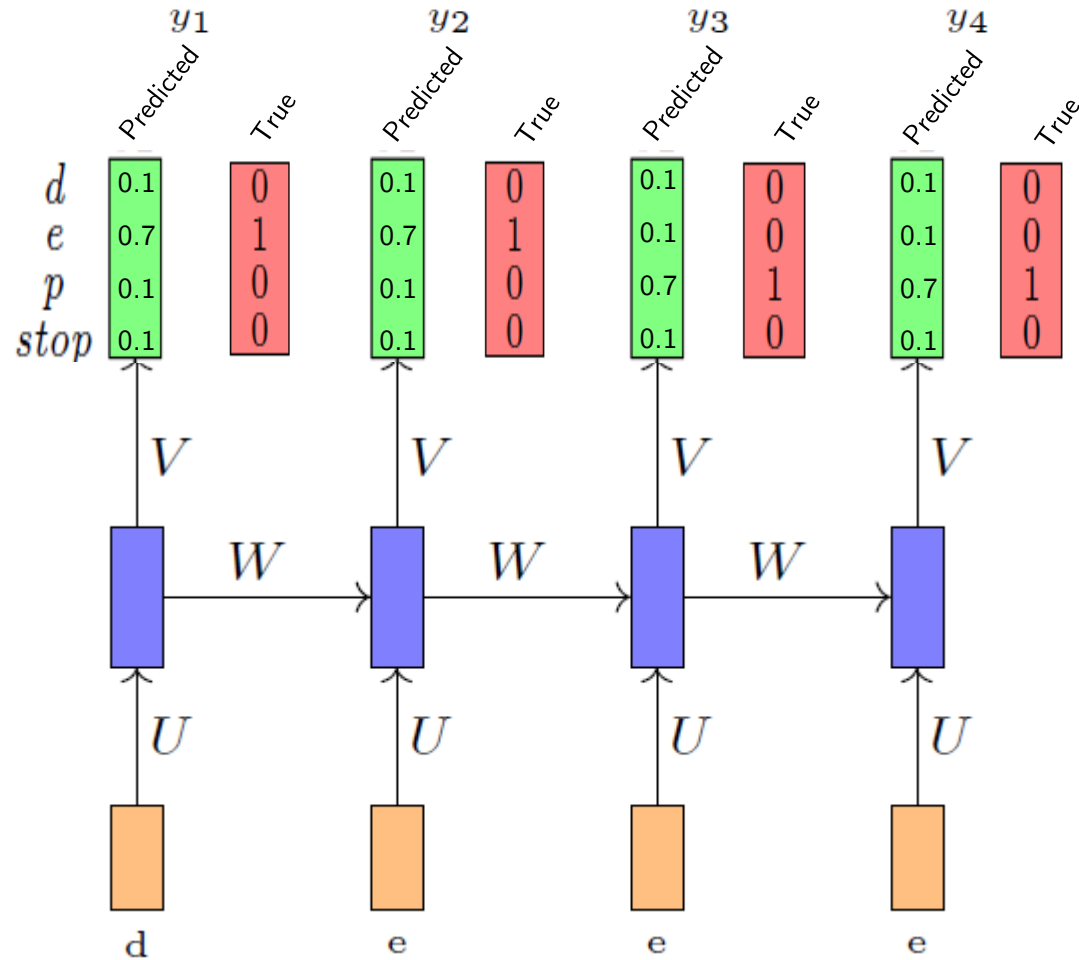 y1 y2 y3 y4
Predicted True Predicted True Predicted True Predicted True
d 0.1 0 0.1 0 0.1 0 0.1 0
e 0.7 1 0.7 1 0.1 0 0.1 0
p 0.1 0 0.1 0 0.7 1 0.7 1
stop 0.1 0 0.1 0 0.1 0 0.1 0
V V V V
W W W
U U U U
d e e e